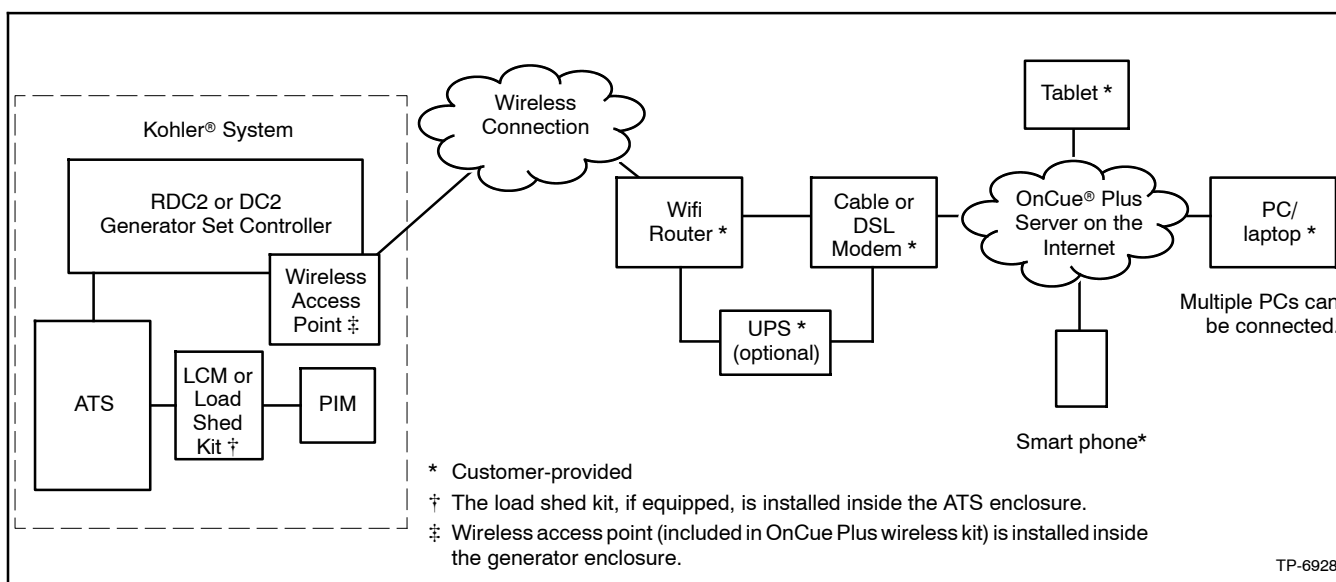 Kohler® System
RDC2 or DC2
Generator Set Controller
Wireless
Access
Point ‡
ATS
LCM or
Load
Shed
Kit †
PIM
Wireless
Connection
Wifi
Router *
Cable or
DSL
Modem *
UPS *
(optional)
Tablet *
OnCue® Plus
Server on the
Internet
PC/
laptop *
Multiple PCs can
be connected.
Smart phone*
* Customer-provided
† The load shed kit, if equipped, is installed inside the ATS enclosure.
‡ Wireless access point (included in OnCue Plus wireless kit) is installed inside
the generator enclosure.
TP-6928